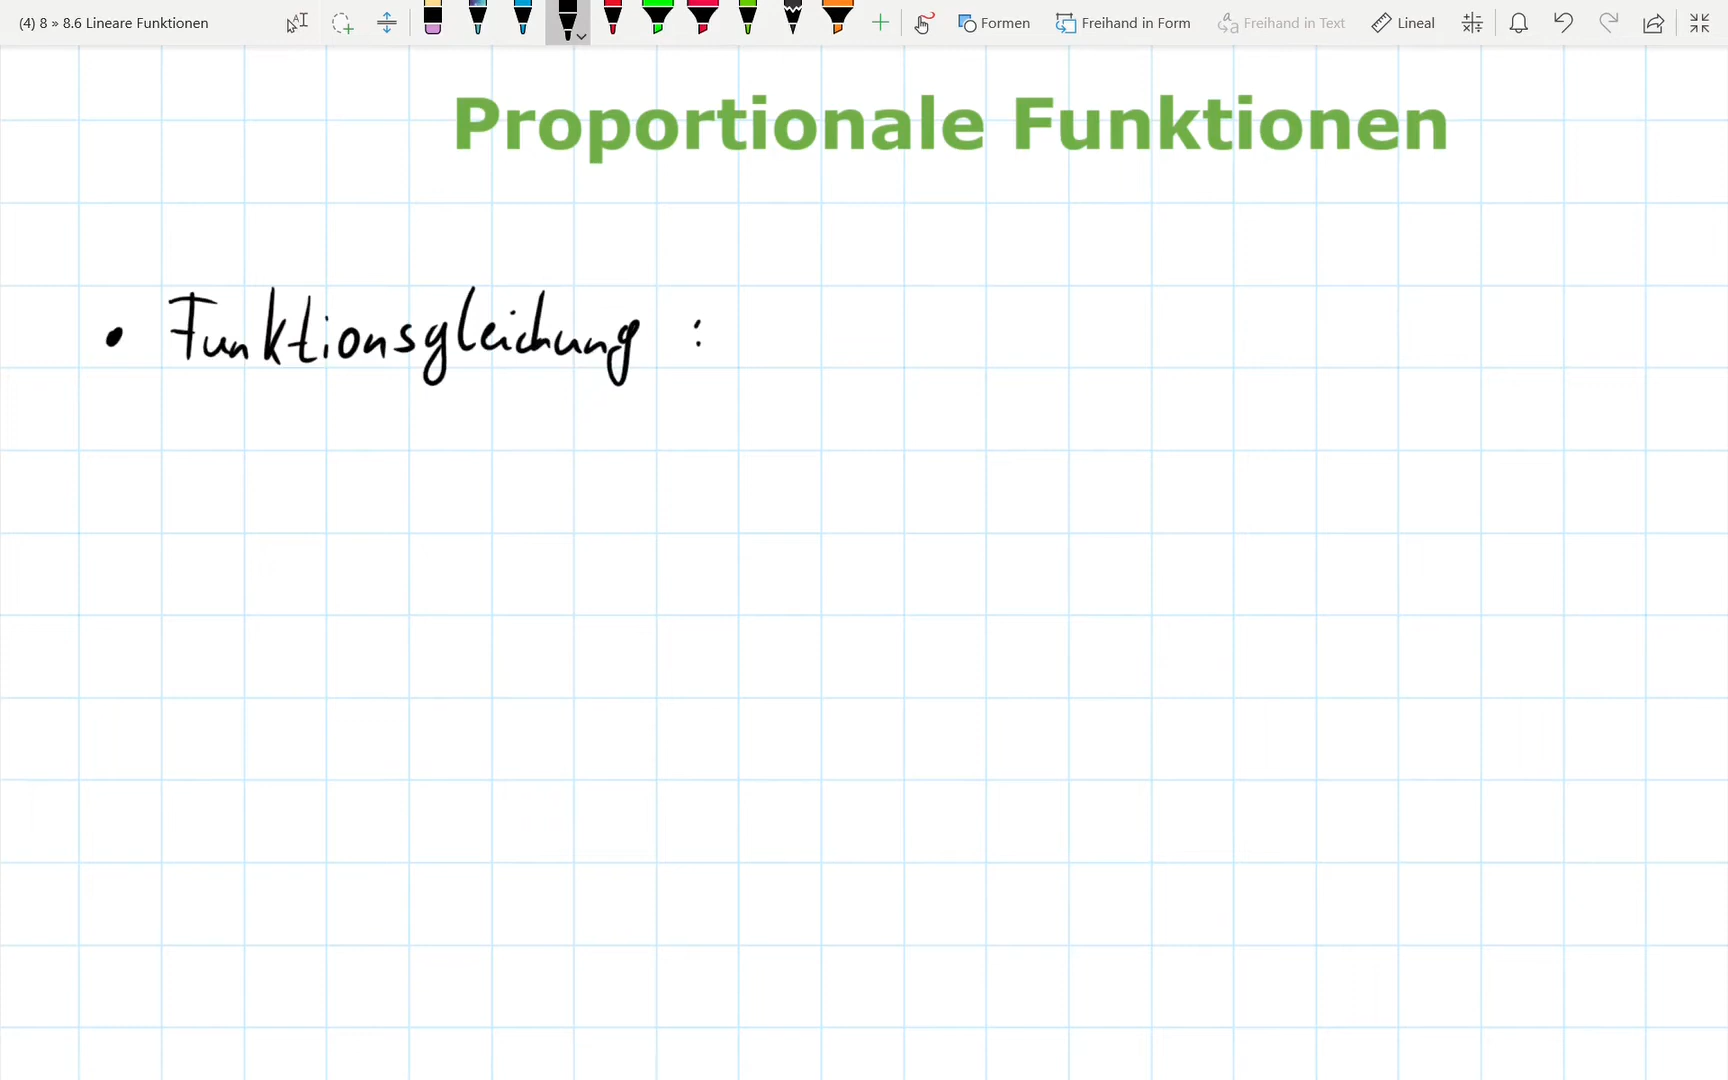 (4) 8 » 8.6 Lineare Funktionen
Formen
Freihand in Form
Freihand in Text
Lineal
Proportionale Funktionen
• Funktionsgleichung :